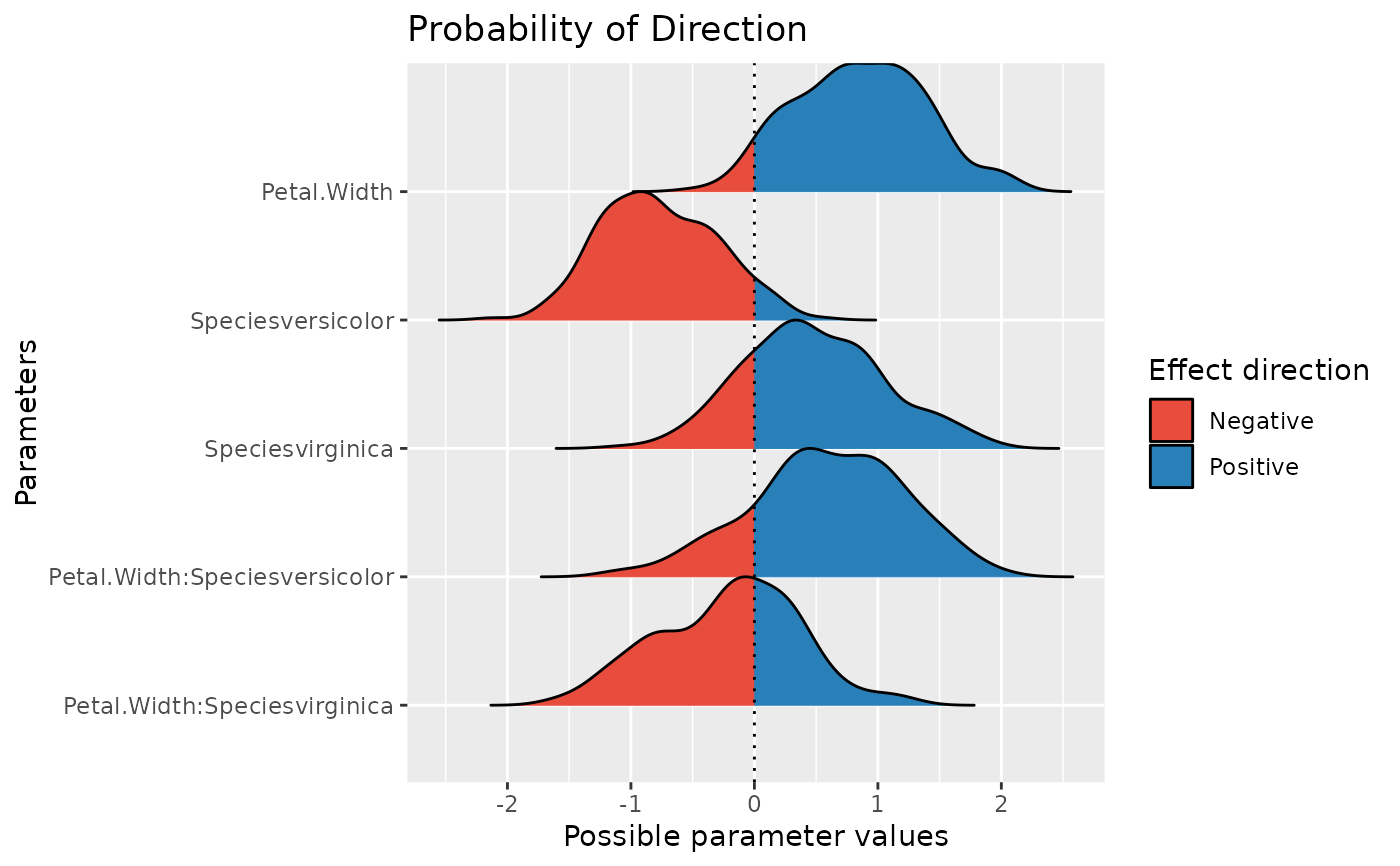 Probability of Direction
Parameters
Petal.Width
Speciesversicolor
Speciesvirginica
Petal.Width:Speciesversicolor
Petal.Width:Speciesvirginica
-2 -1 0 1 2
Possible parameter values
Effect direction
Negative
Positive